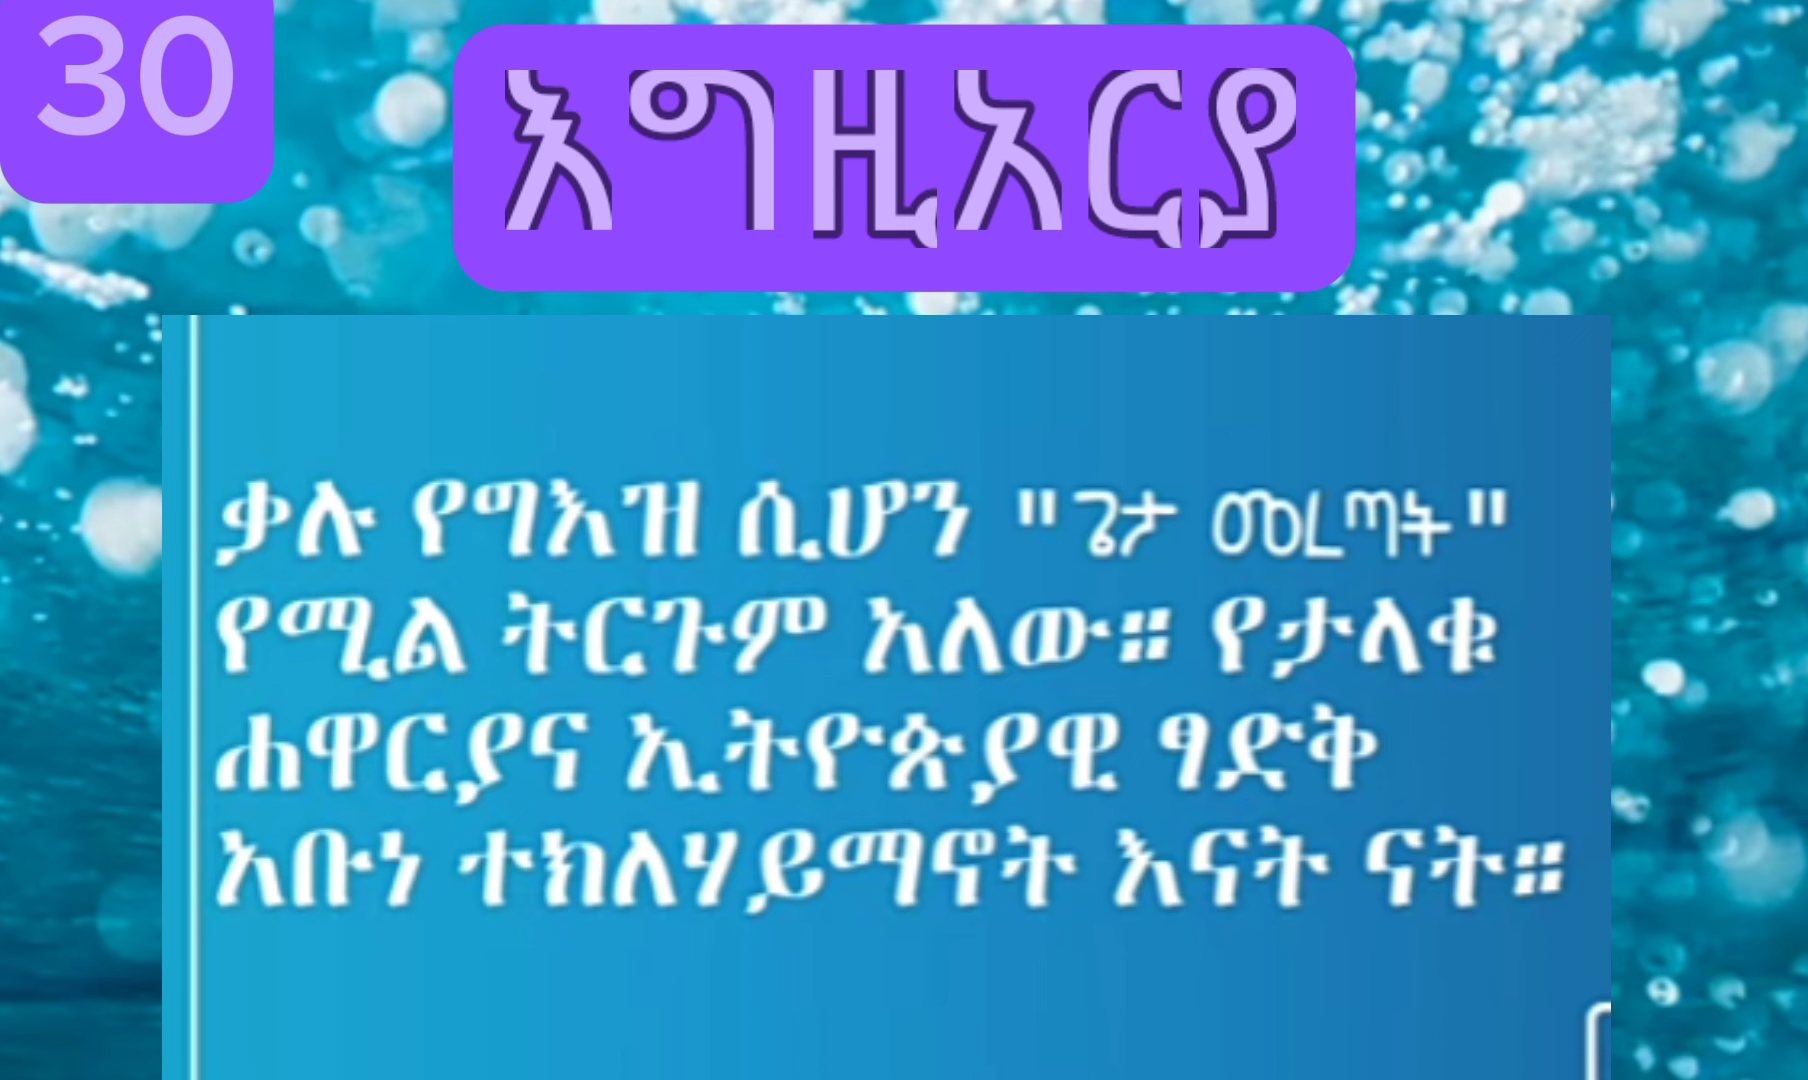 30
እግዚአርያ
ቃሉ የግእዝ ሲሆን "ጌታ መረጣት"
የሚል ትርጉም አለው። የታላቁ
ሐዋርያና ኢትዮጵያዊ ፃድቅ
አቡነ ተክለሃይማኖት እናት ናት።